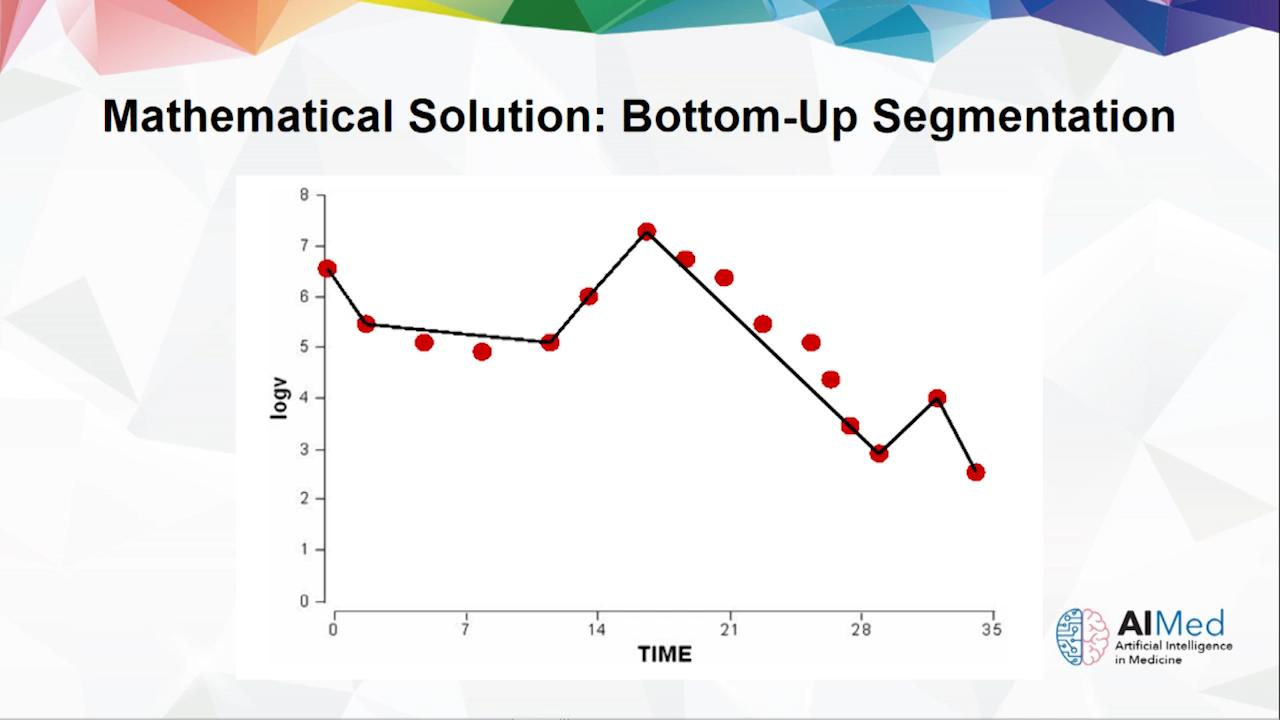 Mathematical Solution: Bottom-Up Segmentation
8
7
6
5
4
3
2
1
0
logv
0 7 14 21 28 35
TIME
AIMed
Artificial Intelligence
in Medicine